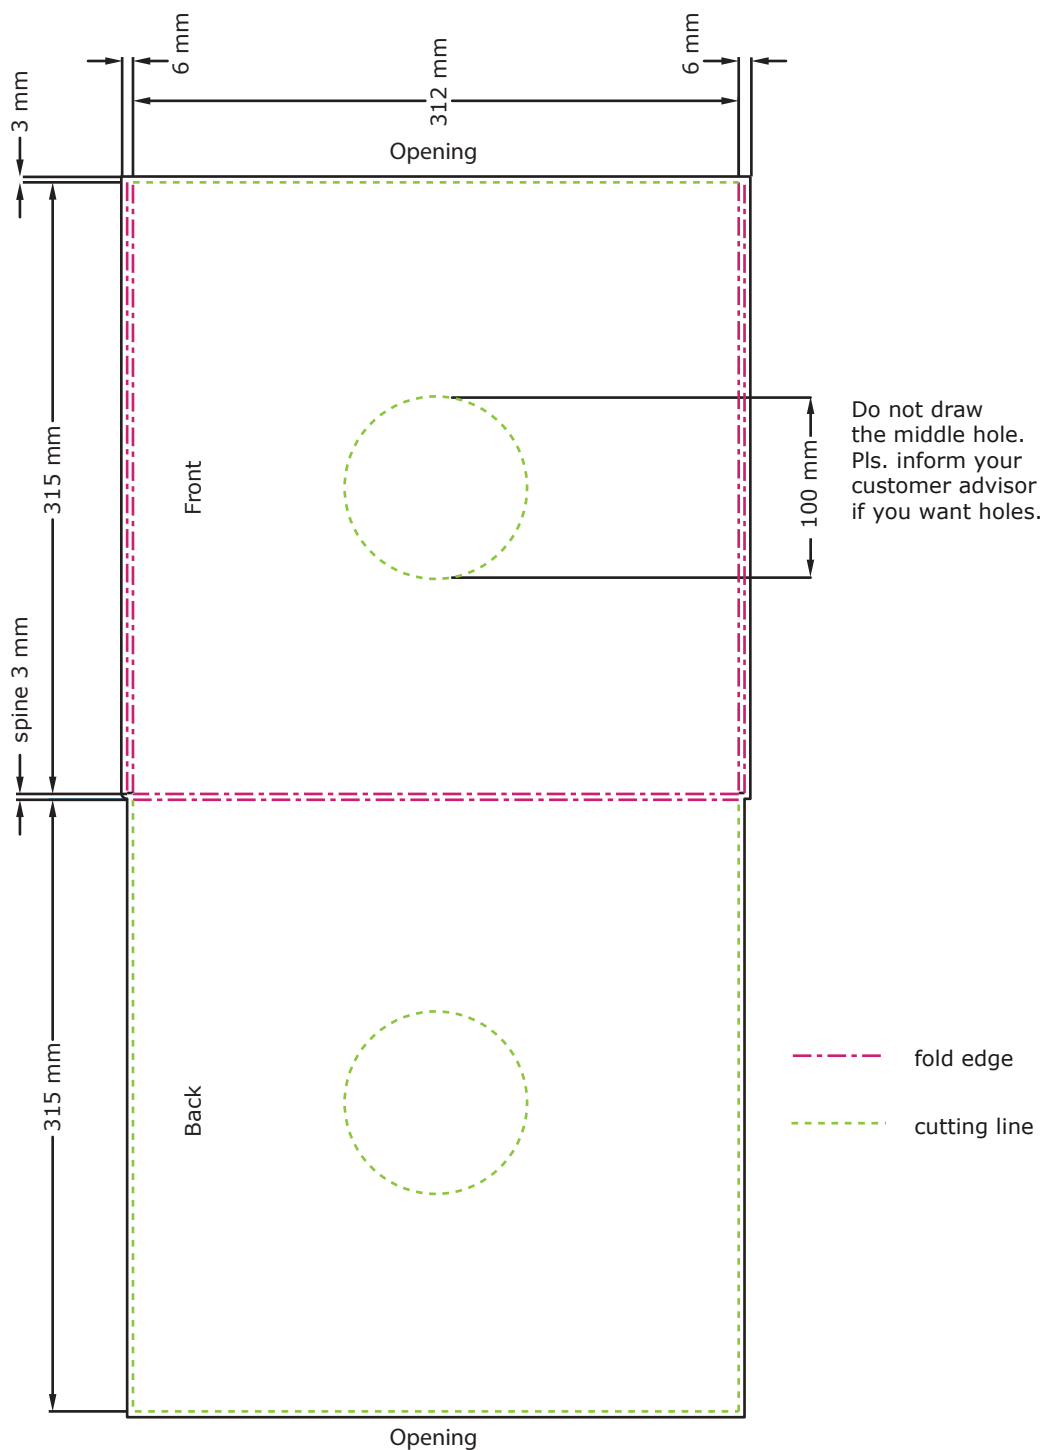 6 mm
6 mm
312 mm
3 mm
Opening
315 mm
Front
100 mm
Do not draw
the middle hole.
Pls. inform your
customer advisor
if you want holes.
spine 3 mm
315 mm
Back
fold edge
cutting line
Opening